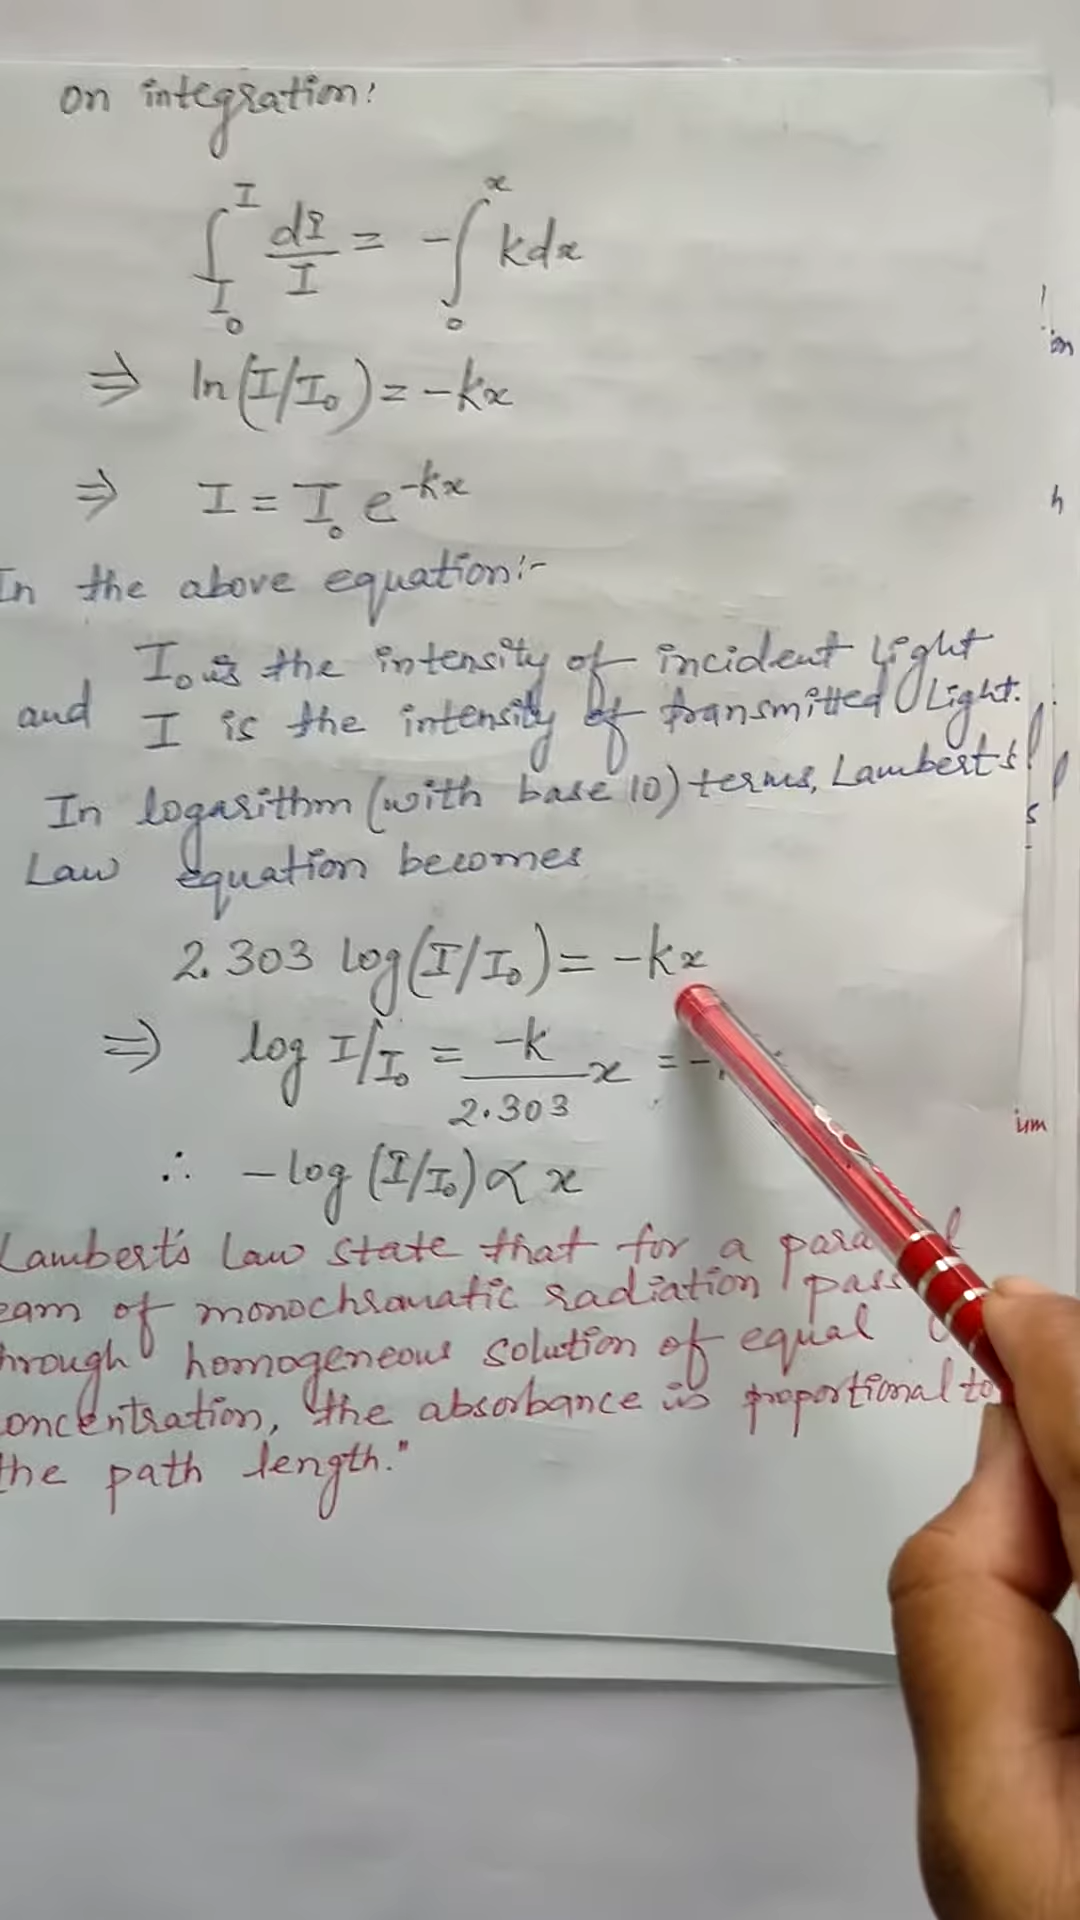 on integration:
∫ᵢ₀ᴵ dI/I = -∫₀ˣ kdx
⇒ ln(I/I₀) = -kx
⇒ I = I₀ e⁻ᵏˣ
In the above equation:-
I₀ is the intensity of incident Light
and I is the intensity of transmitted Light.
In logarithm (with base 10) terms, Lambert's
Law equation becomes
2.303 log(I/I₀) = -kx
⇒ log I/I₀ = -k/2.303 x = -
∴ -log (I/I₀) ∝ x
Lambert's Law state that for a
of monochromatic radiation
homogeneous solution of equal
the absorbance is proportional to
the path length."